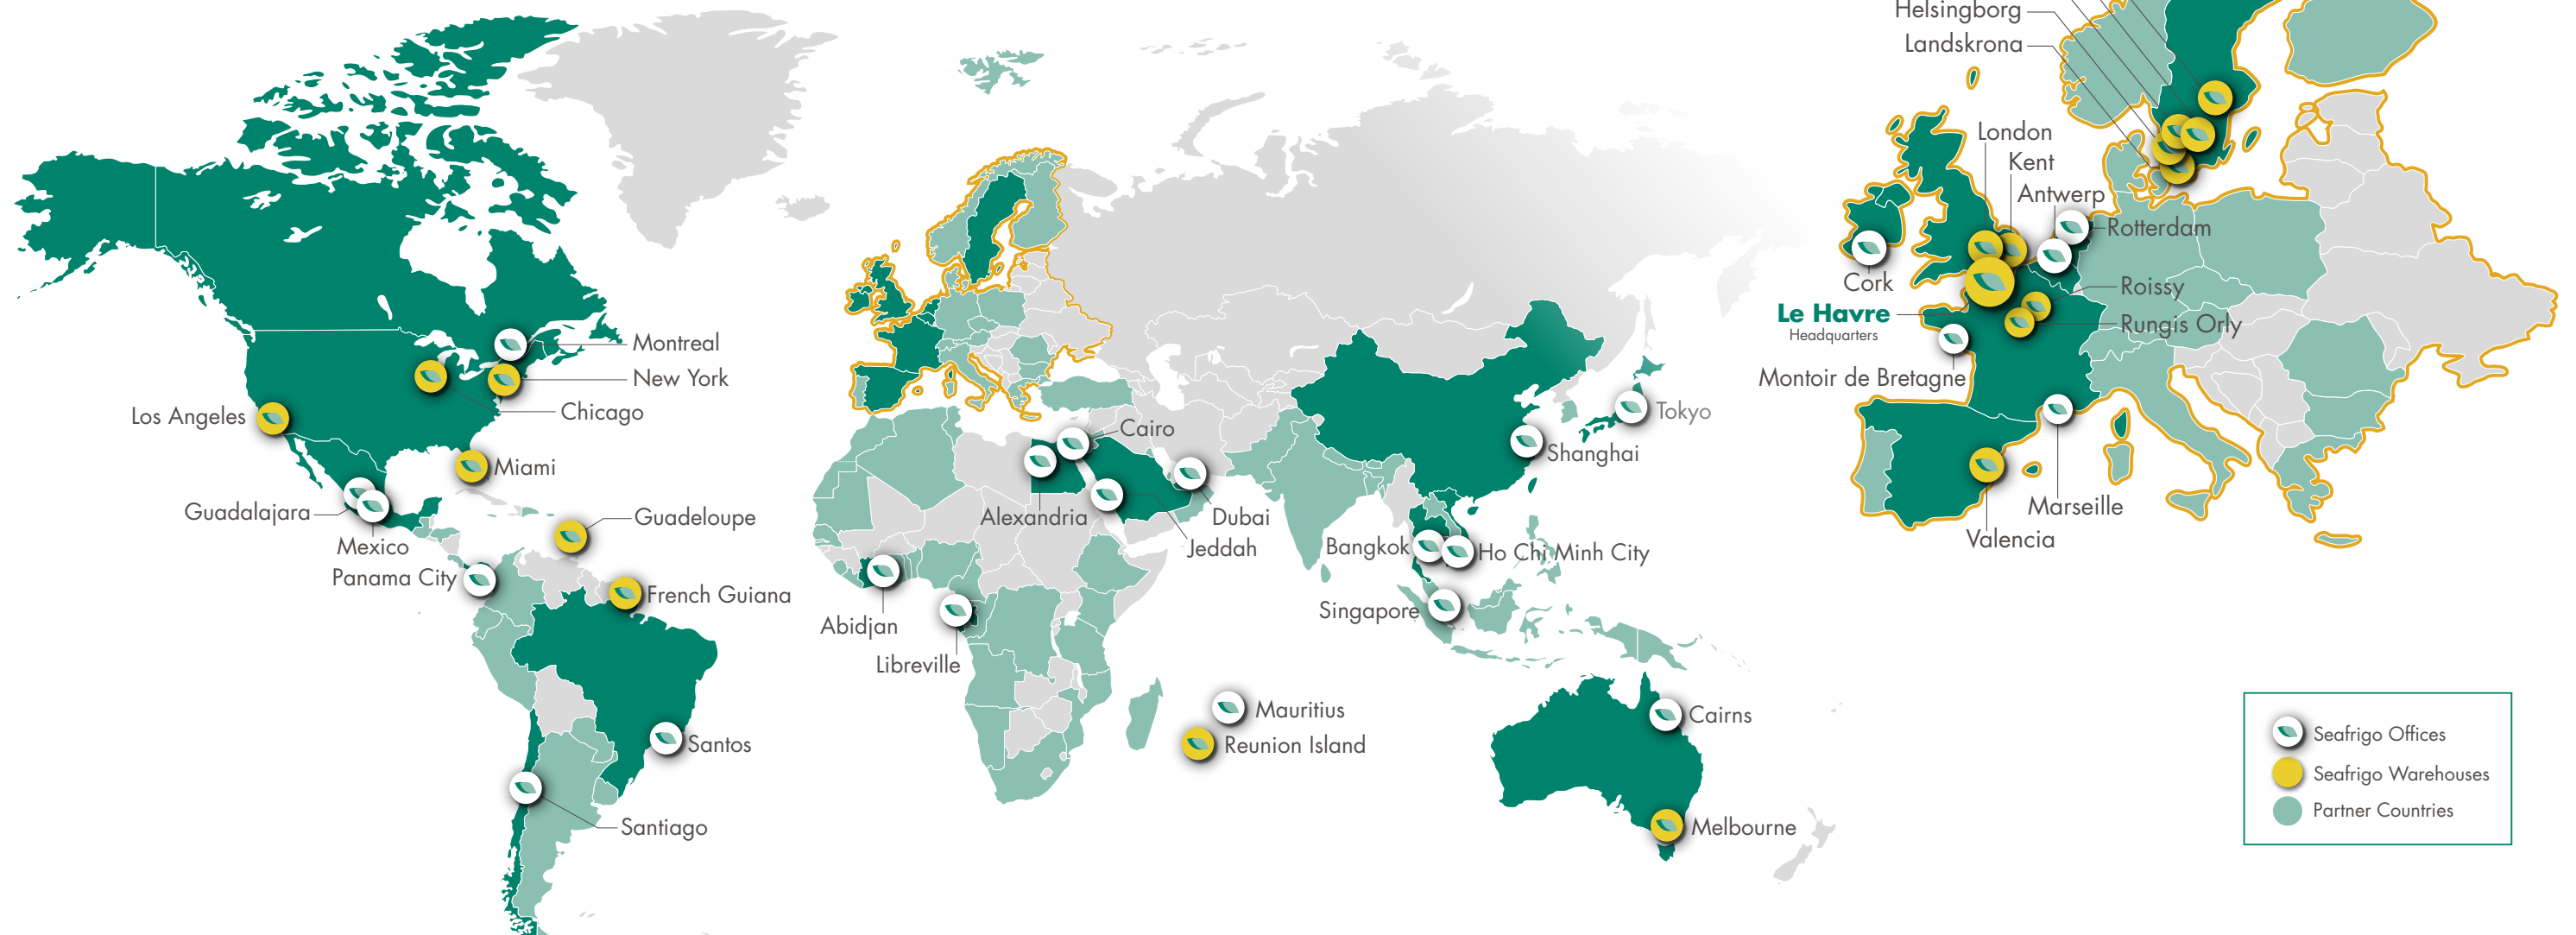 Helsingborg
Landskrona
London
Kent
Antwerp
Rotterdam
Cork
Roissy
Le Havre
Headquarters
Rungis Orly
Montoir de Bretagne
Marseille
Valencia
Montreal
New York
Chicago
Los Angeles
Miami
Guadalajara
Guadeloupe
Mexico
Panama City
French Guiana
Santos
Santiago
Cairo
Alexandria
Dubai
Jeddah
Abidjan
Libreville
Mauritius
Reunion Island
Tokyo
Shanghai
Bangkok
Ho Chi Minh City
Singapore
Cairns
Melbourne
Seafrigo Offices
Seafrigo Warehouses
Partner Countries